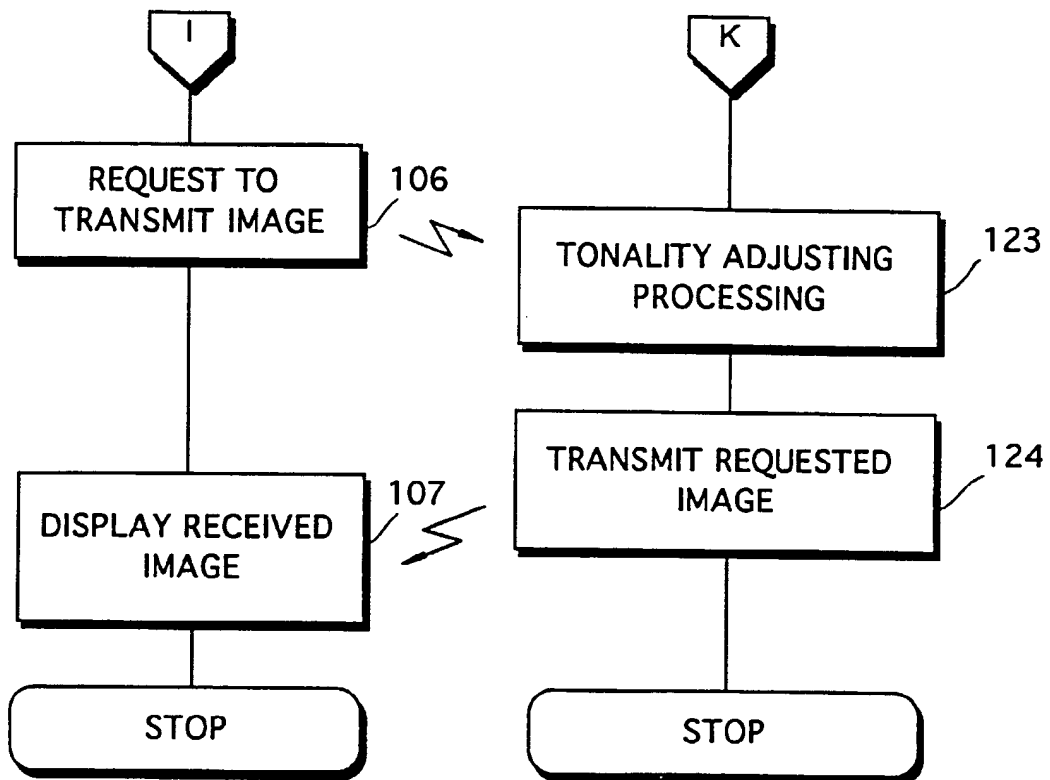 I
REQUEST TO
TRANSMIT IMAGE
106
DISPLAY RECEIVED
IMAGE
107
STOP
K
TONALITY ADJUSTING
PROCESSING
123
TRANSMIT REQUESTED
IMAGE
124
STOP